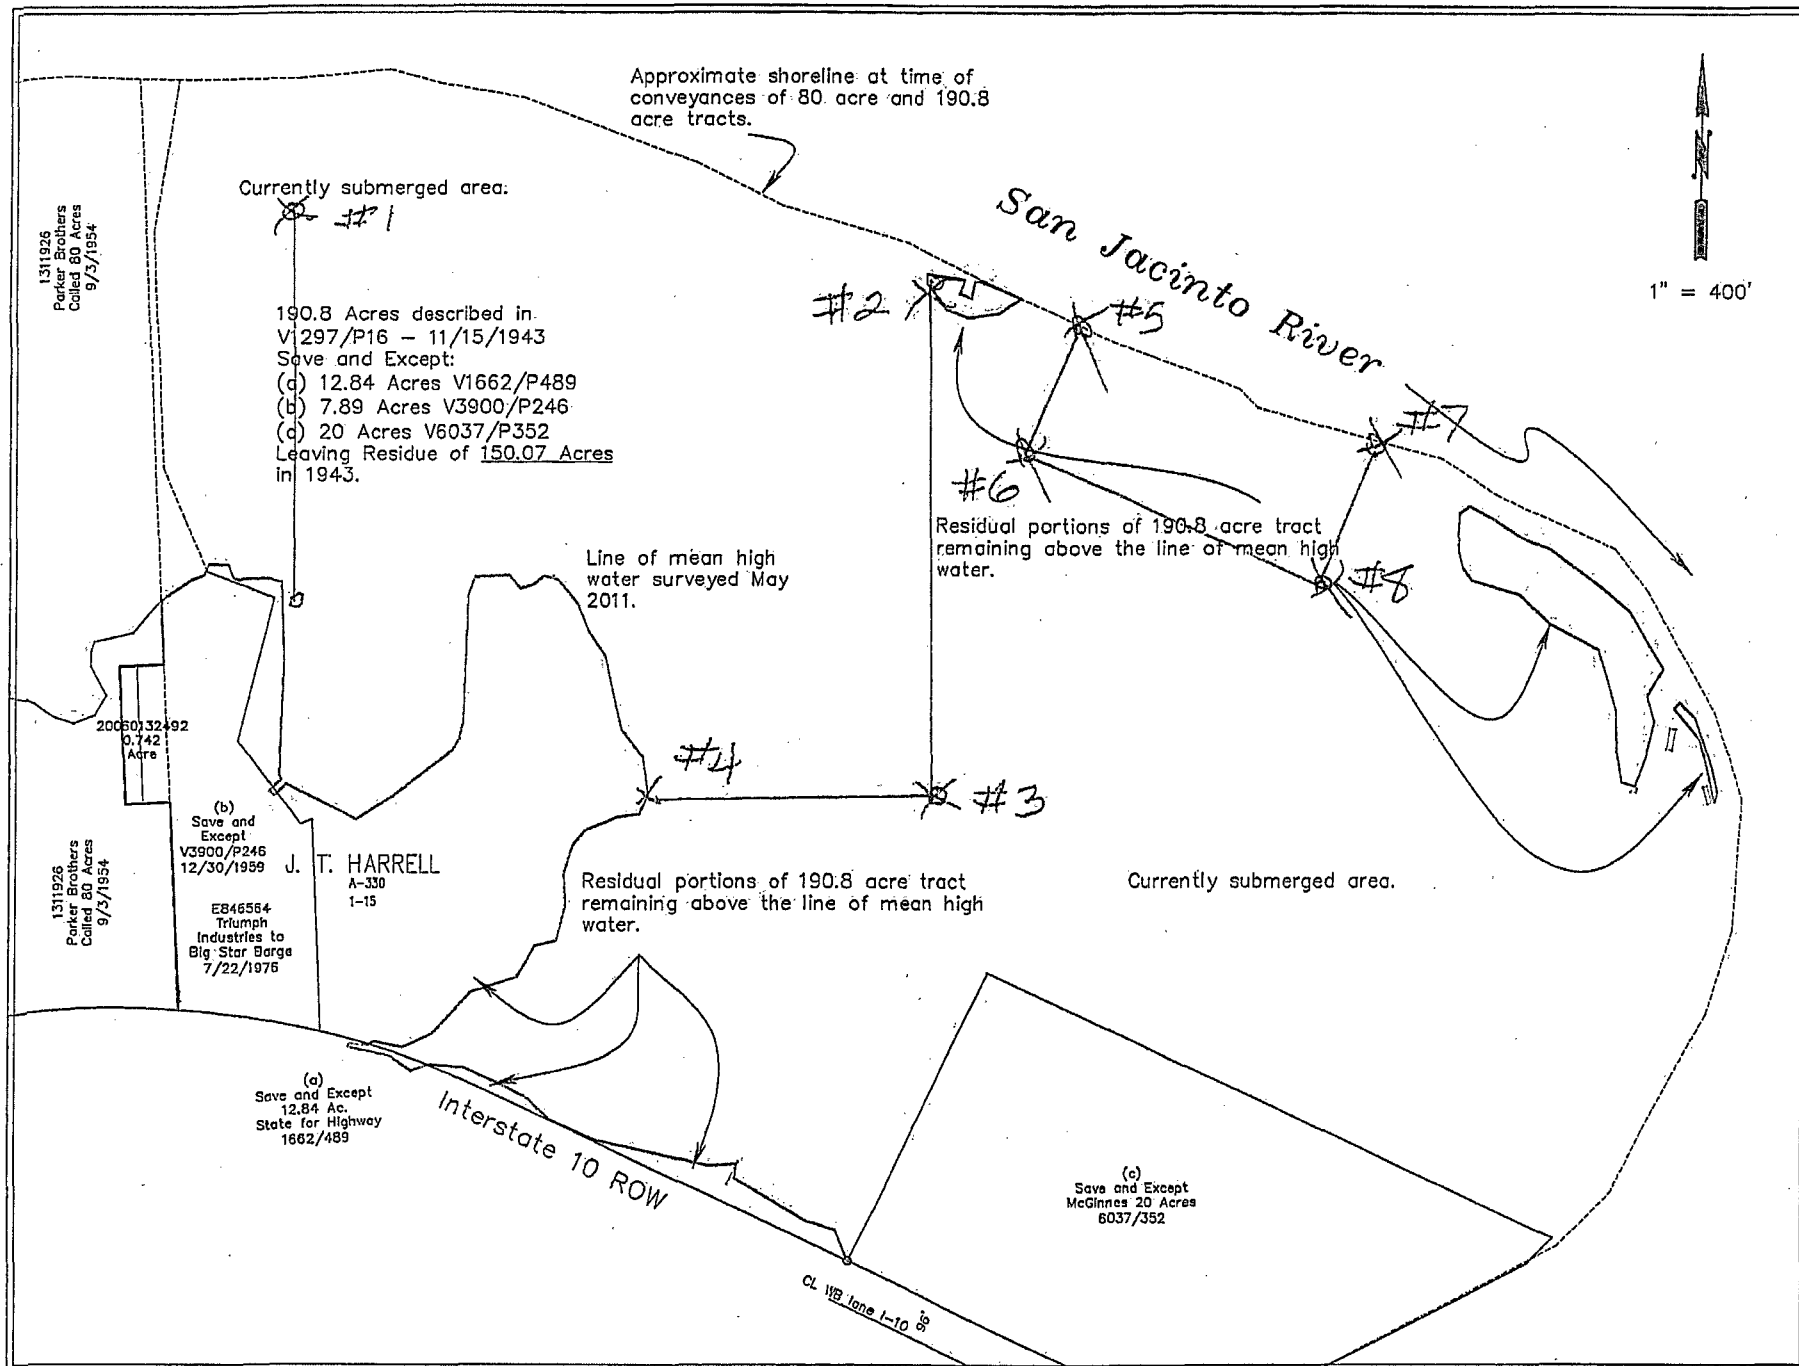 Approximate shoreline at time of
conveyances of 80 acre and 190.8
acre tracts.
N
1" = 400'
San Jacinto River
Currently submerged area.
#1
1311926
Parker Brothers
Called 80 Acres
9/3/1954
190.8 Acres described in
V1297/P16 – 11/15/1943
Save and Except:
(a) 12.84 Acres V1662/P489
(b) 7.89 Acres V3900/P246
(c) 20 Acres V6037/P352
Leaving Residue of 150.07 Acres
in 1943.
#2
#5
#7
#6
#8
Residual portions of 190.8 acre tract
remaining above the line of mean high
water.
Line of mean high
water surveyed May
2011.
20060132492
0.742
Acre
#4
#3
(b)
Save and
Except
V3900/P246
12/30/1959
J. T. HARRELL
A-330
1-15
1311926
Parker Brothers
Called 80 Acres
9/3/1954
E846564
Triumph
Industries to
Big Star Barge
7/22/1976
Residual portions of 190.8 acre tract
remaining above the line of mean high
water.
Currently submerged area.
(a)
Save and Except
12.84 Ac.
State for Highway
1662/489
Interstate 10 ROW
(c)
Save and Except
McGinnes 20 Acres
6037/352
CL WB lane I-10
96'